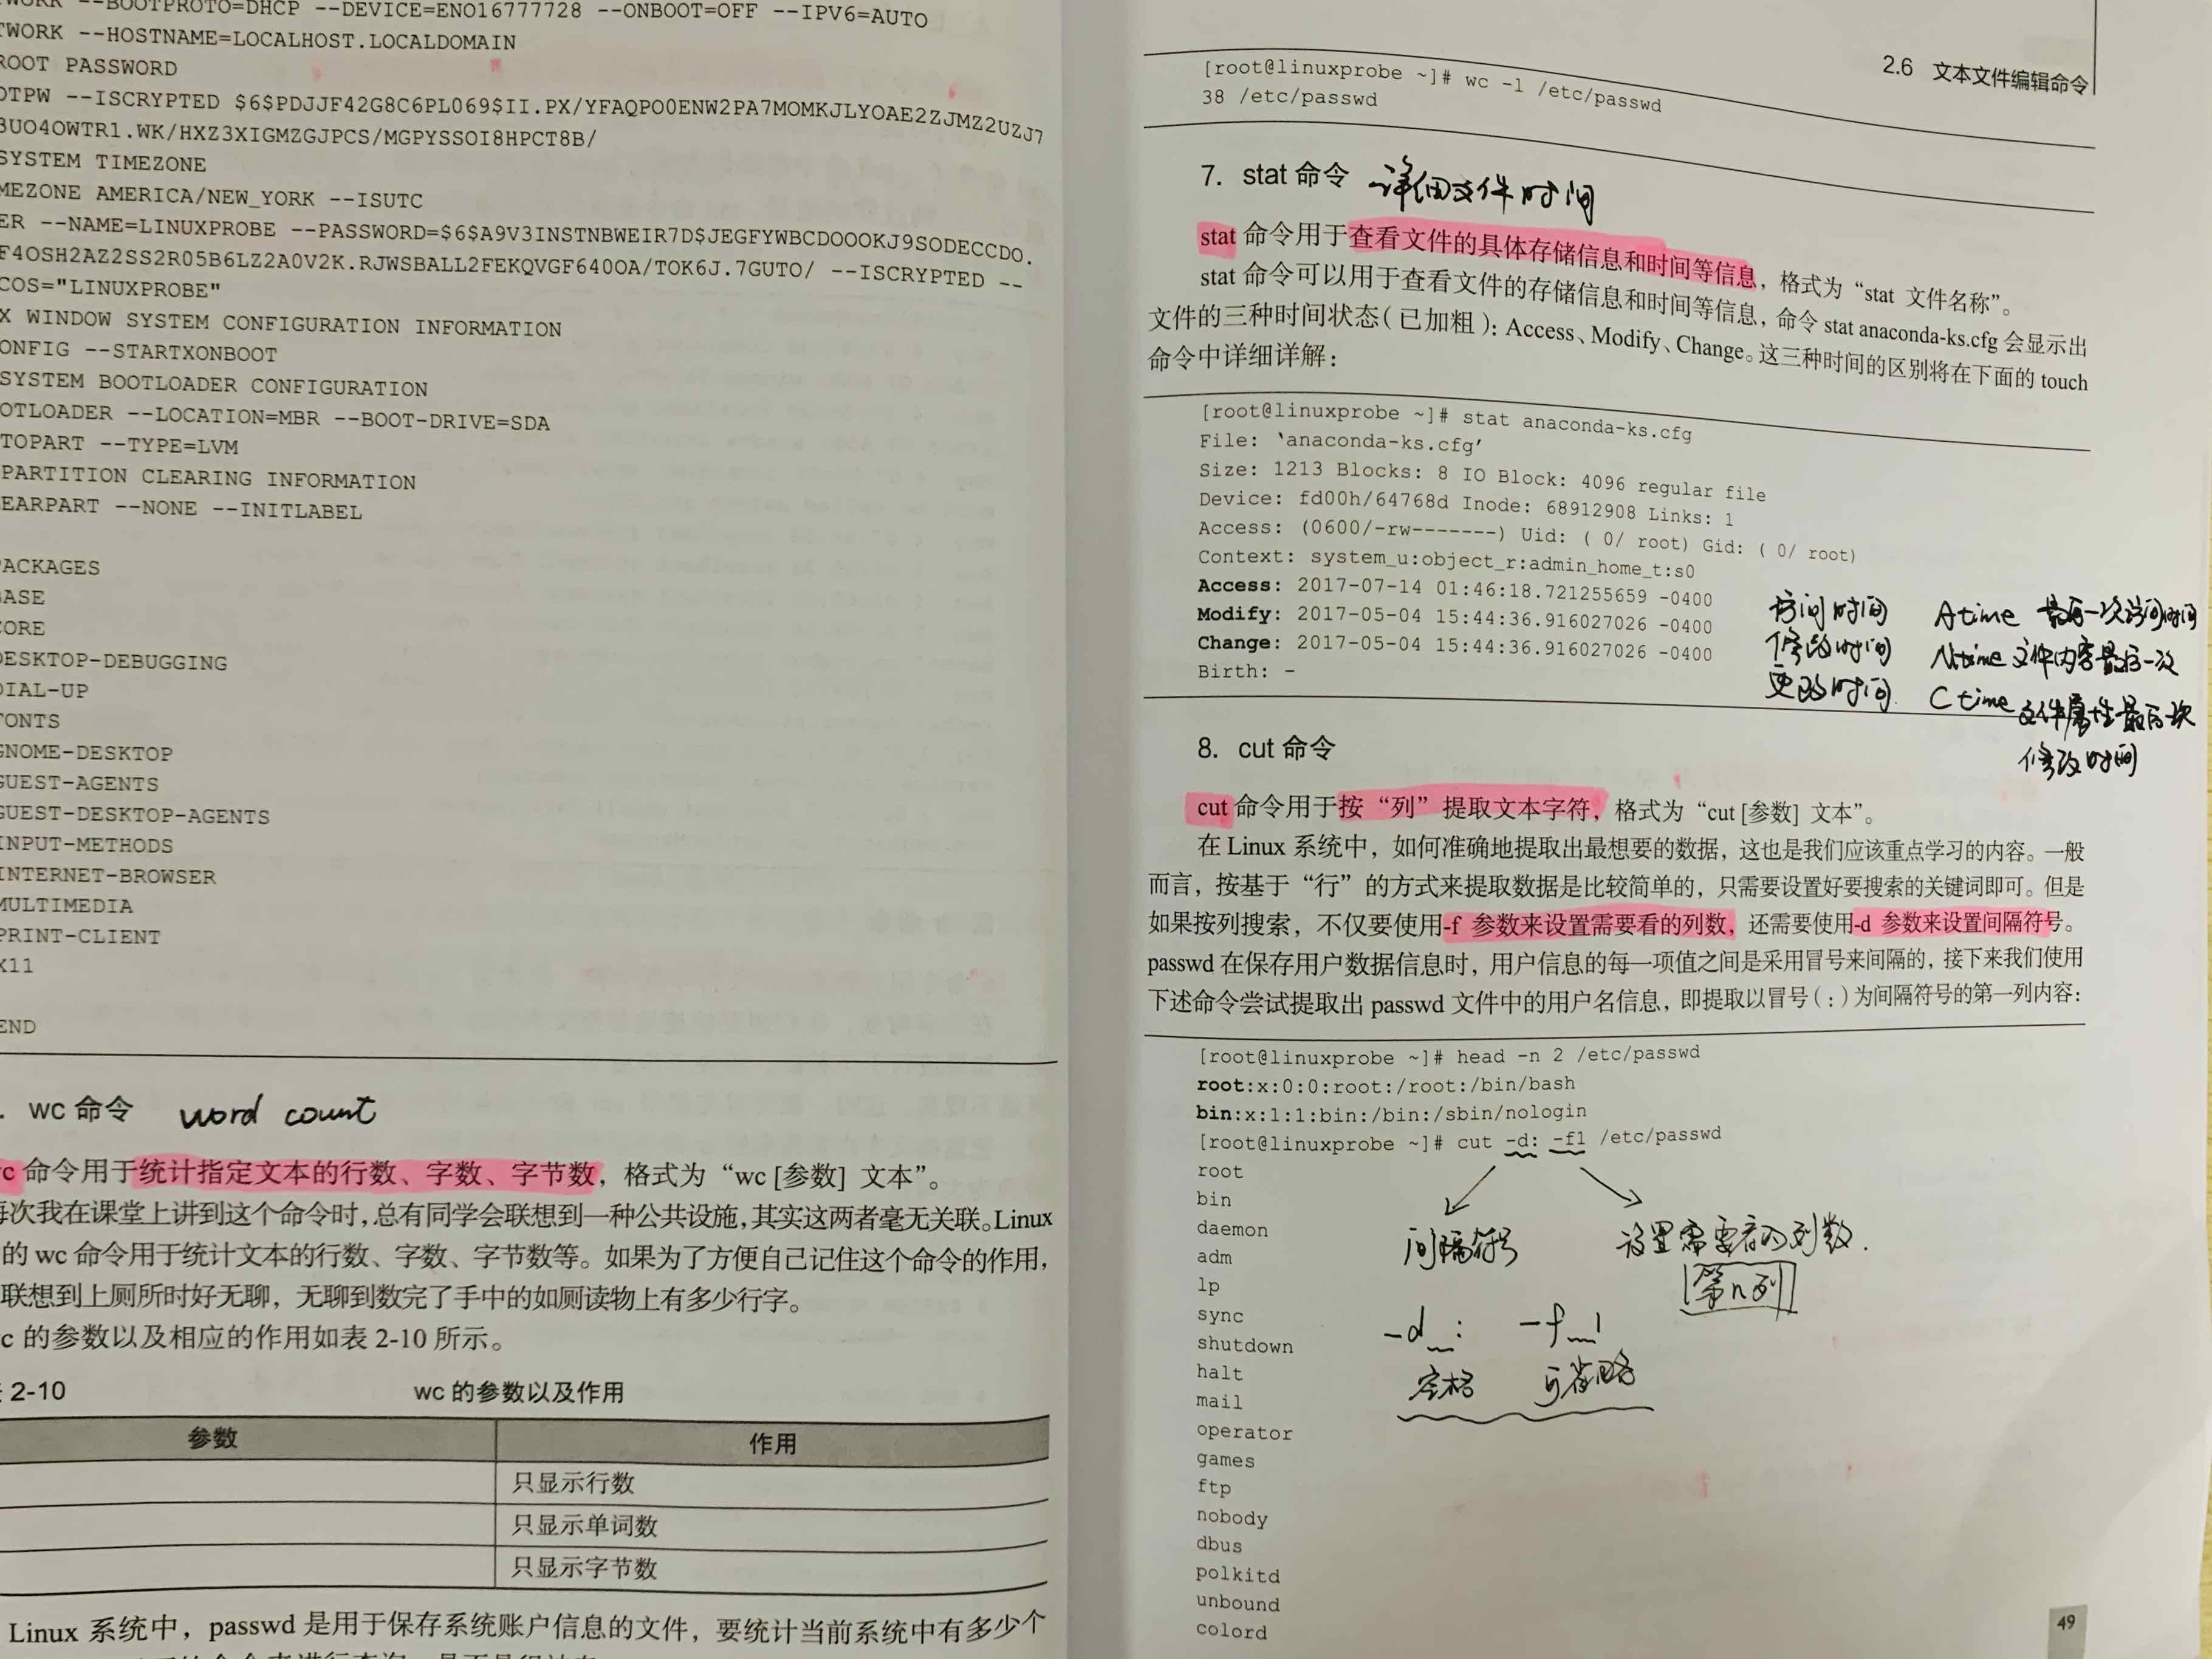 WORK --BOOTPROTO=DHCP --DEVICE=ENO16777728 --ONBOOT=OFF --IPV6=AUTO
TWORK --HOSTNAME=LOCALHOST.LOCALDOMAIN
ROOT PASSWORD
OTPW --ISCRYPTED $6$PDJJF42G8C6PL069$II.PX/YFAQPO0ENW2PA7MOMKJLYOAE2ZJMZ2UZJ7
3UO4OWTR1.WK/HXZ3XIGMZGJPCS/MGPYSSOI8HPCT8B/
SYSTEM TIMEZONE
MEZONE AMERICA/NEW_YORK --ISUTC
ER --NAME=LINUXPROBE --PASSWORD=$6$A9V3INSTNBWEIR7D$JEGFYWBCDOOOKJ9SODECCDO.
F4OSH2AZ2SS2R05B6LZ2A0V2K.RJWSBALL2FEKQVGF640OA/TOK6J.7GUTO/ --ISCRYPTED --
COS="LINUXPROBE"
X WINDOW SYSTEM CONFIGURATION INFORMATION
ONFIG --STARTXONBOOT
SYSTEM BOOTLOADER CONFIGURATION
OTLOADER --LOCATION=MBR --BOOT-DRIVE=SDA
TOPART --TYPE=LVM
PARTITION CLEARING INFORMATION
EARPART --NONE --INITLABEL
ACKAGES
BASE
CORE
DESKTOP-DEBUGGING
DIAL-UP
FONTS
GNOME-DESKTOP
GUEST-AGENTS
GUEST-DESKTOP-AGENTS
INPUT-METHODS
INTERNET-BROWSER
MULTIMEDIA
PRINT-CLIENT
X11
END
. wc 命令 word count
wc 命令用于统计指定文本的行数、字数、字节数，格式为“wc [参数] 文本”。
每次我在课堂上讲到这个命令时,总有同学会联想到一种公共设施,其实这两者毫无关联。Linux
的 wc 命令用于统计文本的行数、字数、字节数等。如果为了方便自己记住这个命令的作用，
联想到上厕所时好无聊，无聊到数完了手中的如厕读物上有多少行字。
c 的参数以及相应的作用如表 2-10 所示。
表 2-10 wc 的参数以及作用
参数 作用
只显示行数
只显示单词数
只显示字节数
Linux 系统中，passwd 是用于保存系统账户信息的文件，要统计当前系统中有多少个
2.6 文本文件编辑命令
[root@linuxprobe ~]# wc -l /etc/passwd
38 /etc/passwd
7. stat 命令 详细文件时间
stat 命令用于查看文件的具体存储信息和时间等信息，格式为“stat 文件名称”。
stat 命令可以用于查看文件的存储信息和时间等信息，命令 stat anaconda-ks.cfg 会显示出
文件的三种时间状态（已加粗）：Access、Modify、Change。这三种时间的区别将在下面的 touch
命令中详细详解：
[root@linuxprobe ~]# stat anaconda-ks.cfg
File: ‘anaconda-ks.cfg’
Size: 1213 Blocks: 8 IO Block: 4096 regular file
Device: fd00h/64768d Inode: 68912908 Links: 1
Access: (0600/-rw-------) Uid: ( 0/ root) Gid: ( 0/ root)
Context: system_u:object_r:admin_home_t:s0
Access: 2017-07-14 01:46:18.721255659 -0400 访问时间 Atime 最后一次访问时间
Modify: 2017-05-04 15:44:36.916027026 -0400 修改时间 Mtime 文件内容最后一次
Change: 2017-05-04 15:44:36.916027026 -0400 更改时间 Ctime 文件属性最后一次
Birth: - 修改时间
8. cut 命令
cut 命令用于按“列”提取文本字符，格式为“cut [参数] 文本”。
在 Linux 系统中，如何准确地提取出最想要的数据，这也是我们应该重点学习的内容。一般
而言，按基于“行”的方式来提取数据是比较简单的，只需要设置好要搜索的关键词即可。但是
如果按列搜索，不仅要使用-f 参数来设置需要看的列数，还需要使用-d 参数来设置间隔符号。
passwd 在保存用户数据信息时，用户信息的每一项值之间是采用冒号来间隔的，接下来我们使用
下述命令尝试提取出 passwd 文件中的用户名信息，即提取以冒号（:）为间隔符号的第一列内容：
[root@linuxprobe ~]# head -n 2 /etc/passwd
root:x:0:0:root:/root:/bin/bash
bin:x:1:1:bin:/bin:/sbin/nologin
[root@linuxprobe ~]# cut -d: -f1 /etc/passwd
root
bin
daemon 间隔符号 设置需要看的列数.
adm
lp 第n列
sync -d : -f 1
shutdown
halt 空格 可省略
mail
operator
games
ftp
nobody
dbus
polkitd
unbound
colord
49